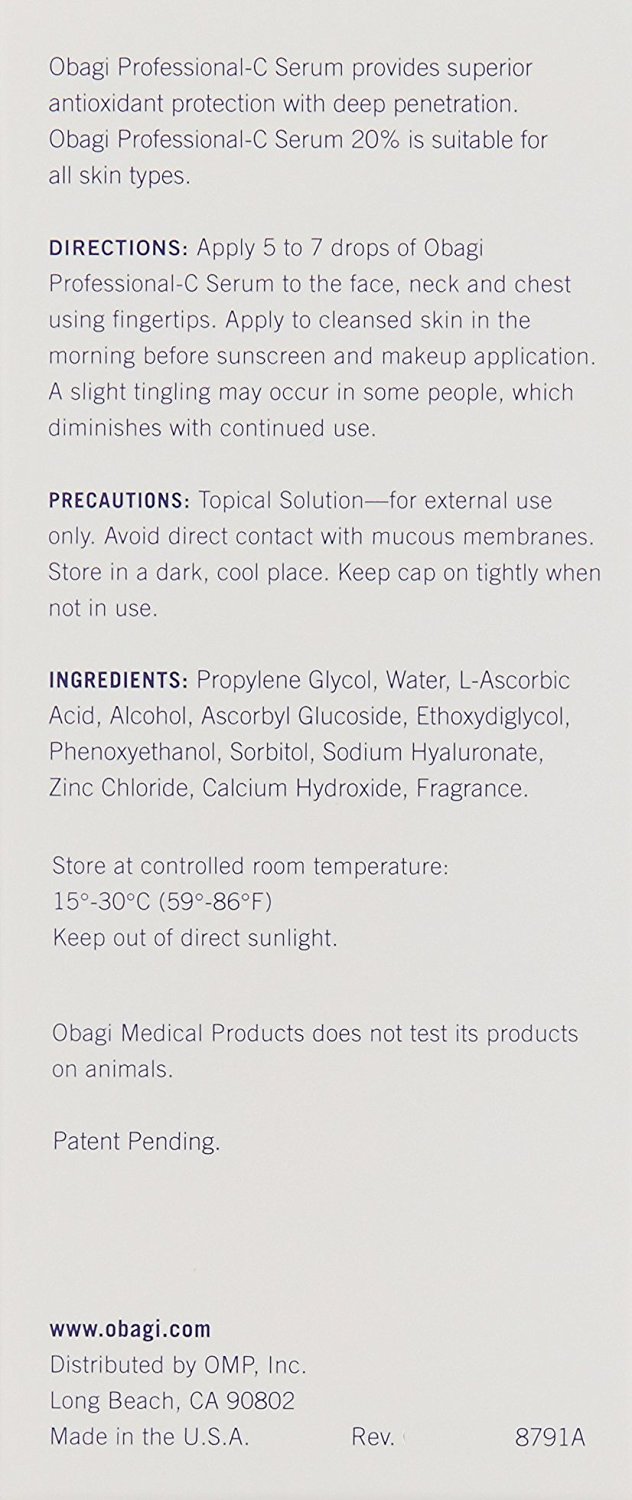 Obagi Professional-C Serum provides superior
antioxidant protection with deep penetration.
Obagi Professional-C Serum 20% is suitable for
all skin types.
DIRECTIONS: Apply 5 to 7 drops of Obagi
Professional-C Serum to the face, neck and chest
using fingertips. Apply to cleansed skin in the
morning before sunscreen and makeup application.
A slight tingling may occur in some people, which
diminishes with continued use.
PRECAUTIONS: Topical Solution—for external use
only. Avoid direct contact with mucous membranes.
Store in a dark, cool place. Keep cap on tightly when
not in use.
INGREDIENTS: Propylene Glycol, Water, L-Ascorbic
Acid, Alcohol, Ascorbyl Glucoside, Ethoxydiglycol,
Phenoxyethanol, Sorbitol, Sodium Hyaluronate,
Zinc Chloride, Calcium Hydroxide, Fragrance.
Store at controlled room temperature:
15°-30°C (59°-86°F)
Keep out of direct sunlight.
Obagi Medical Products does not test its products
on animals.
Patent Pending.
www.obagi.com
Distributed by OMP, Inc.
Long Beach, CA 90802
Made in the U.S.A. Rev. 8791A